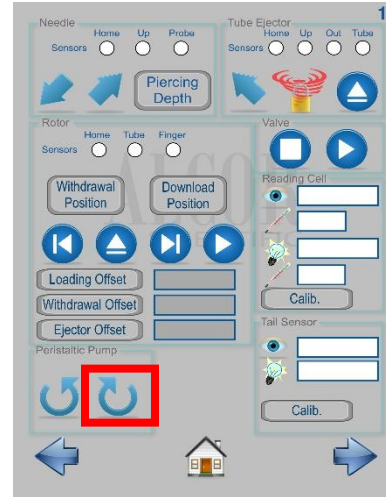 1
Needle
Home Up Probe
Sensors
Piercing
Depth
Tube Ejector
Home Up Out Tube
Sensors
Rotor
Home Tube Finger
Sensors
Withdrawal
Position
Download
Position
Loading Offset
Withdrawal Offset
Ejector Offset
Valve
Reading Cell
Calib.
Peristaltic Pump
Tail Sensor
Calib.